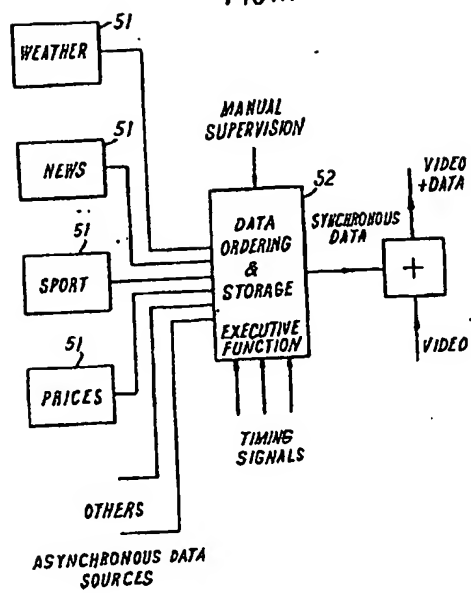 51
WEATHER
51
NEWS
51
SPORT
51
PRICES
OTHERS
ASYNCHRONOUS DATA
SOURCES
MANUAL
SUPERVISION
52
DATA
ORDERING
&
STORAGE
EXECUTIVE
FUNCTION
TIMING
SIGNALS
SYNCHRONOUS
DATA
VIDEO
+DATA
+
VIDEO